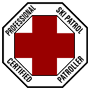 PROFESSIONAL
SKI PATROL
CERTIFIED
PATROLLER